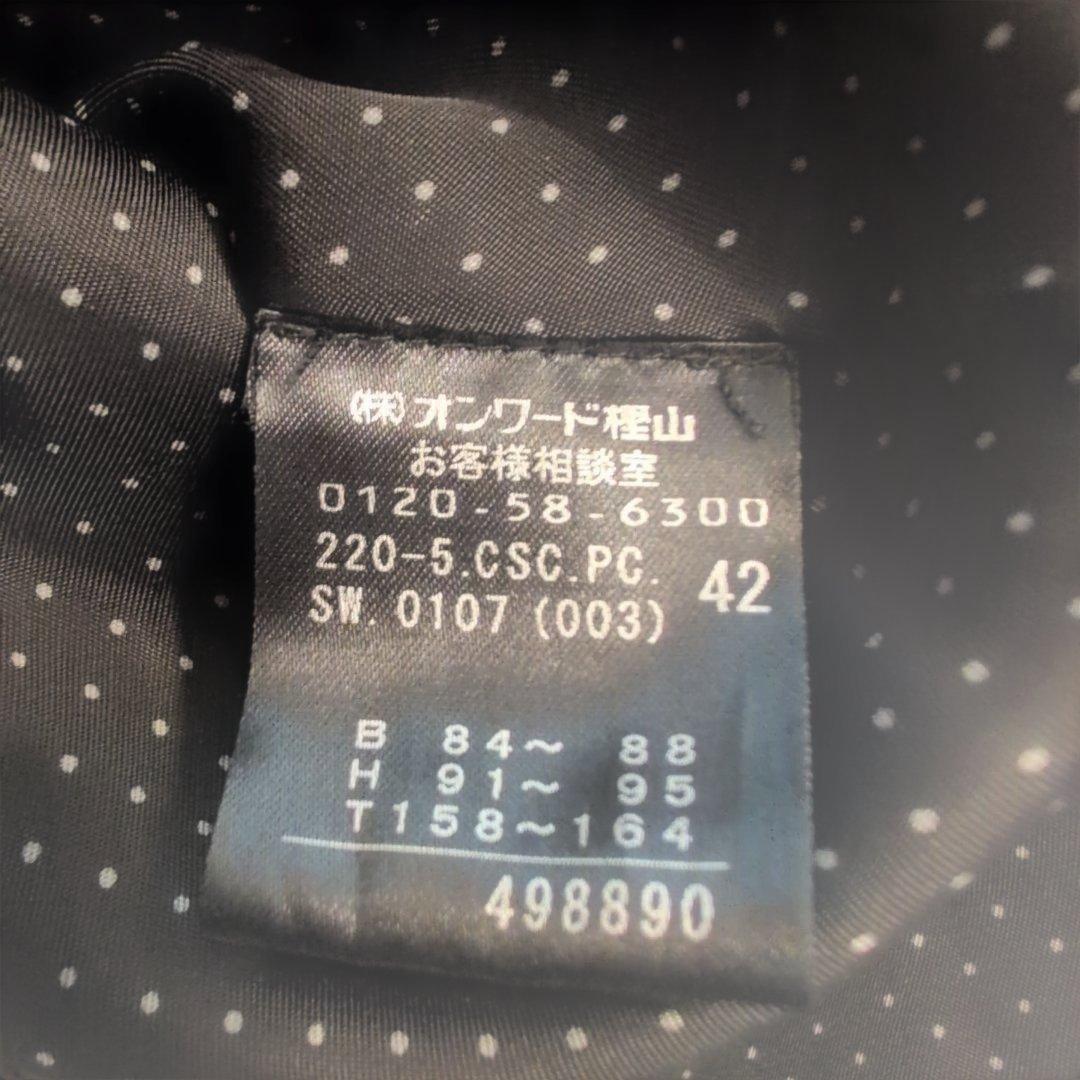 (株)オンワード樫山
お客様相談室
0120-58-6300
220-5.CSC.PC. 42
SW. 0107 (003)
B 84～ 88
H 91～ 95
T158～164
498890